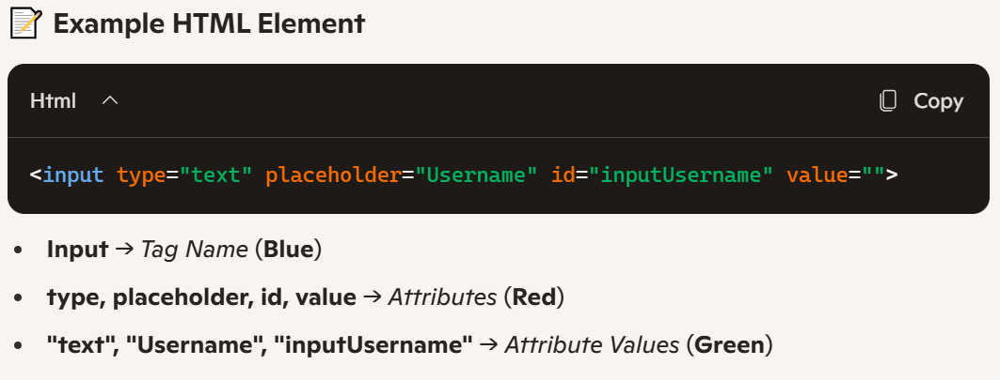 📝 Example HTML Element
Html
Copy
<input type="text" placeholder="Username" id="inputUsername" value="">
• Input → Tag Name (Blue)
• type, placeholder, id, value → Attributes (Red)
• "text", "Username", "inputUsername" → Attribute Values (Green)